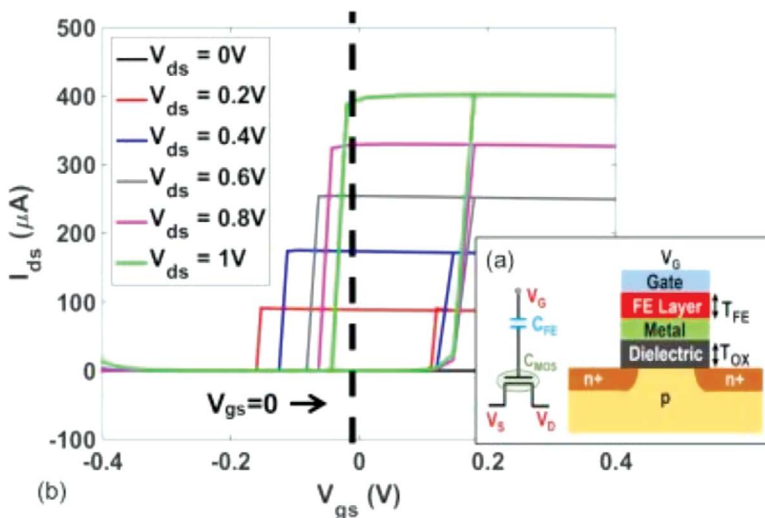 500
400
300
200
100
0
-100
I_ds (μA)
V_ds = 0V
V_ds = 0.2V
V_ds = 0.4V
V_ds = 0.6V
V_ds = 0.8V
V_ds = 1V
V_gs=0 →
-0.4
-0.2
0
0.2
0.4
V_gs (V)
(b)
(a)
V_G
C_FE
C_MOS
V_S
V_D
V_G
Gate
FE Layer
T_FE
Metal
Dielectric
T_OX
n+
n+
p